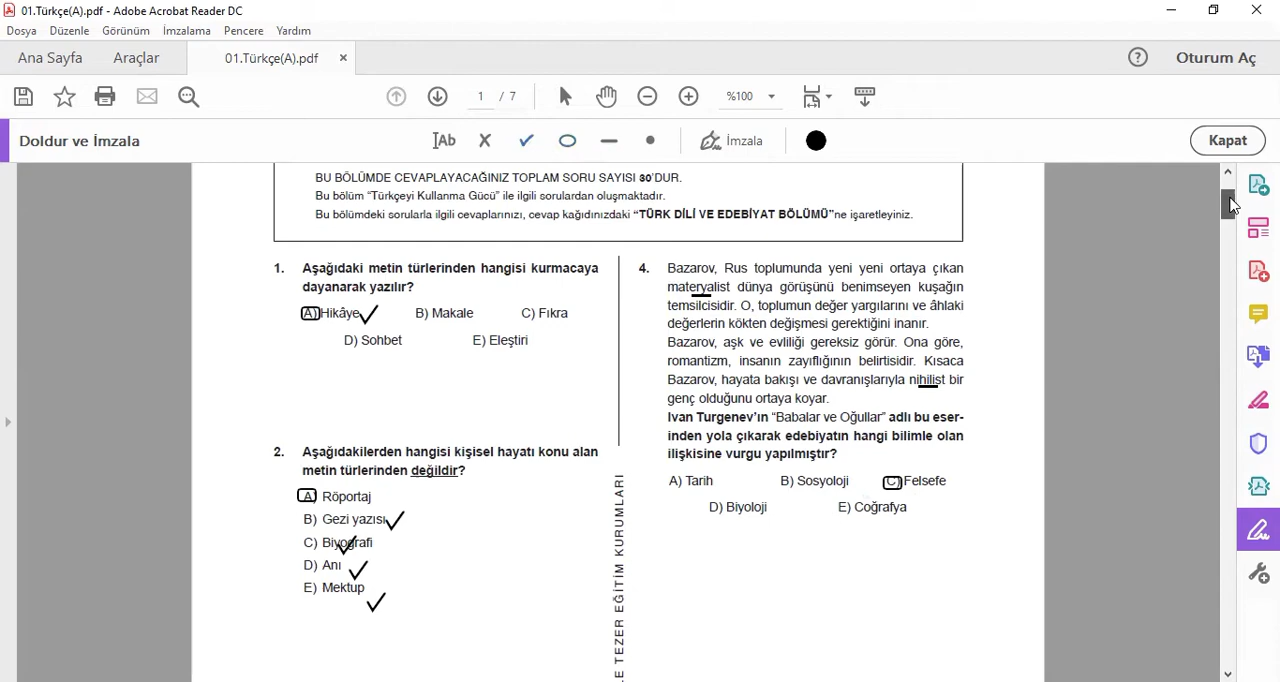 01.Türkçe(A).pdf - Adobe Acrobat Reader DC
Dosya Düzenle Görünüm İmzalama Pencere Yardım
Ana Sayfa Araçlar 01.Türkçe(A).pdf × ? Oturum Aç
1 / 7 %100
Doldur ve İmzala Ab İmzala Kapat
BU BÖLÜMDE CEVAPLAYACAĞINIZ TOPLAM SORU SAYISI 80'DUR.
Bu bölüm “Türkçeyi Kullanma Gücü” ile ilgili sorulardan oluşmaktadır.
Bu bölümdeki sorularla ilgili cevaplarınızı, cevap kağıdınızdaki “TÜRK DİLİ VE EDEBİYAT BÖLÜMÜ”ne işaretleyiniz.
1. Aşağıdaki metin türlerinden hangisi kurmacaya
dayanarak yazılır?
A) Hikâye B) Makale C) Fıkra
D) Sohbet E) Eleştiri
2. Aşağıdakilerden hangisi kişisel hayatı konu alan
metin türlerinden değildir?
A) Röportaj
B) Gezi yazısı
C) Biyografi
D) Anı
E) Mektup
LE TEZER EĞİTİM KURUMLARI
4. Bazarov, Rus toplumunda yeni yeni ortaya çıkan
materyalist dünya görüşünü benimseyen kuşağın
temsilcisidir. O, toplumun değer yargılarını ve âhlaki
değerlerin kökten değişmesi gerektiğini inanır.
Bazarov, aşk ve evliliği gereksiz görür. Ona göre,
romantizm, insanın zayıflığının belirtisidir. Kısaca
Bazarov, hayata bakışı ve davranışlarıyla nihilist bir
genç olduğunu ortaya koyar.
Ivan Turgenev'ın “Babalar ve Oğullar” adlı bu eser-
inden yola çıkarak edebiyatın hangi bilimle olan
ilişkisine vurgu yapılmıştır?
A) Tarih B) Sosyoloji C) Felsefe
D) Biyoloji E) Coğrafya